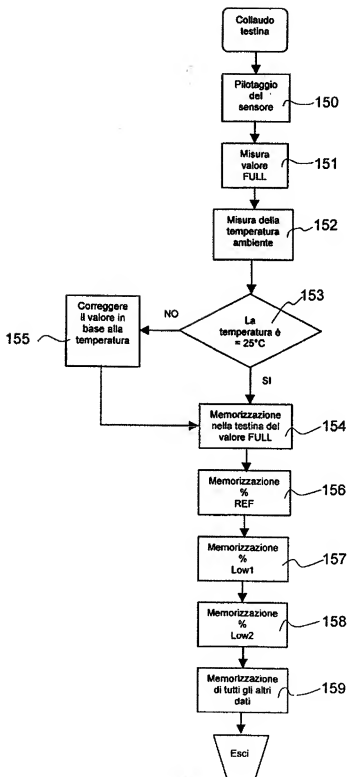 Collaudo
testina
Pilotaggio
del
sensore
150
Misura
valore
FULL
151
Misura della
temperatura
ambiente
152
153
La
temperatura è
= 25°C
NO
SI
Correggere
il valore in
base alla
temperatura
155
Memorizzazione
nella testina del
valore FULL
154
Memorizzazione
%
REF
156
Memorizzazione
%
Low1
157
Memorizzazione
%
Low2
158
Memorizzazione
di tutti gli altri
dati
159
Esci